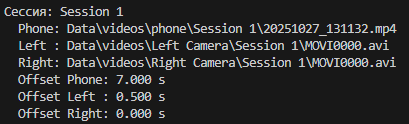 Сессия: Session 1
Phone: Data\videos\phone\Session 1\20251027_131132.mp4
Left : Data\videos\Left Camera\Session 1\MOVI0000.avi
Right: Data\videos\Right Camera\Session 1\MOVI0000.avi
Offset Phone: 7.000 s
Offset Left : 0.500 s
Offset Right: 0.000 s